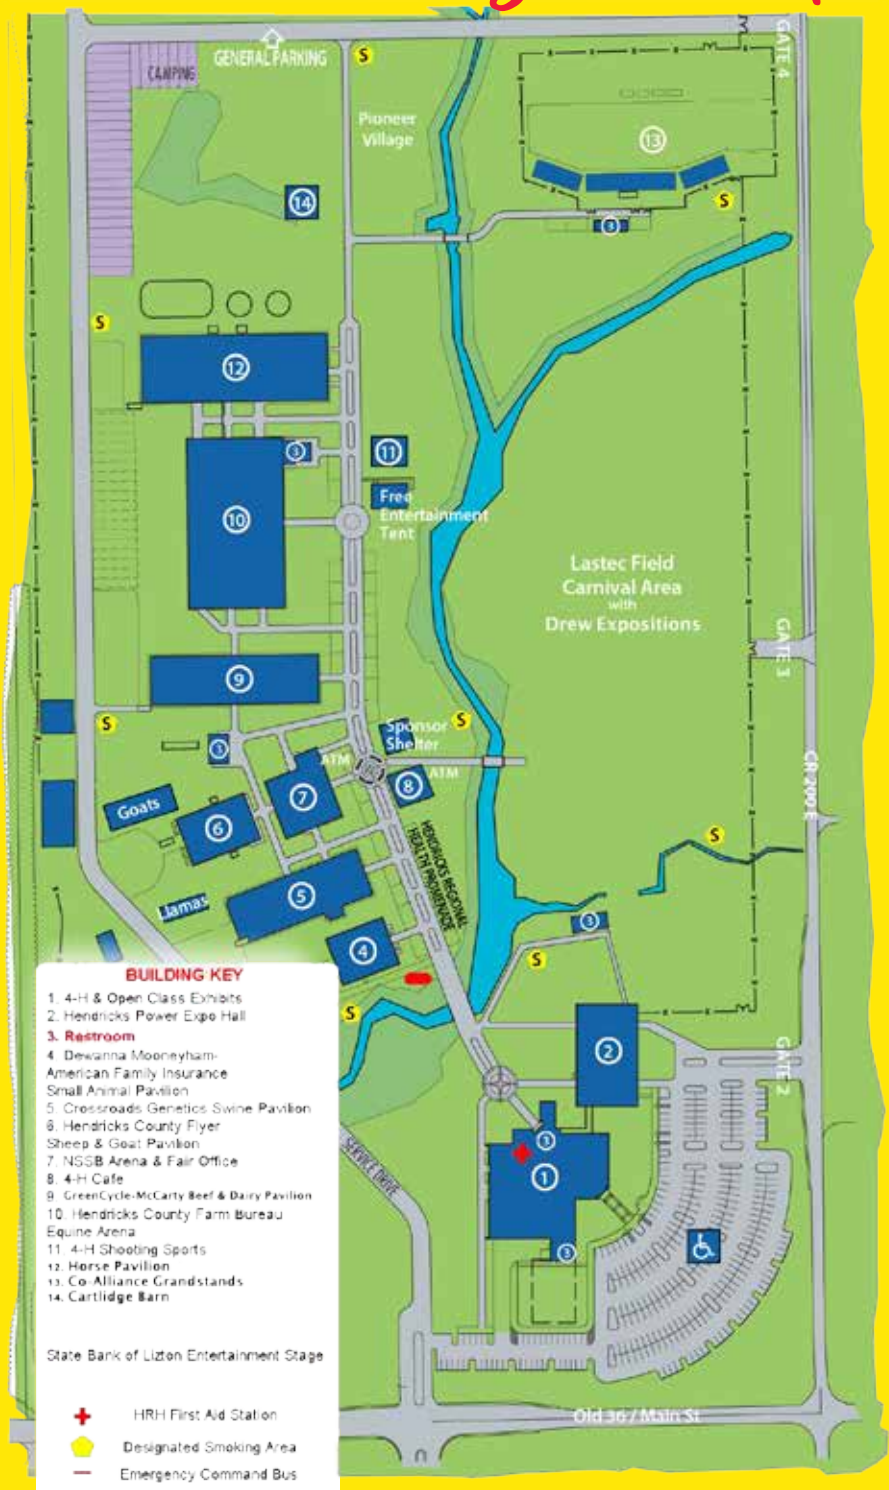 GENERAL PARKING
CAMPING
S
GATE 4
Pioneer
Village
13
14
S
3
S
12
3
11
10
Free
Entertainment
Tent
Lastec Field
Carnival Area
with
Drew Expositions
GATE 3
9
S
3
Sponsor
Shelter
S
ATM
ATM
8
7
CR 200 E
Goats
6
HENDRICKS REGIONAL
HEALTH PROMENADE
S
5
Llamas
3
4
S
S
2
GATE 2
3
1
3
SERVICE DRIVE
Old 36 / Main St
BUILDING KEY
1. 4-H & Open Class Exhibits
2. Hendricks Power Expo Hall
3. Restroom
4. Dewanna Mooneyham-
American Family Insurance
Small Animal Pavilion
5. Crossroads Genetics Swine Pavilion
6. Hendricks County Flyer
Sheep & Goat Pavilion
7. NSSB Arena & Fair Office
8. 4-H Cafe
9. GreenCycle-McCarty Beef & Dairy Pavilion
10. Hendricks County Farm Bureau
Equine Arena
11. 4-H Shooting Sports
12. Horse Pavilion
13. Co-Alliance Grandstands
14. Cartlidge Barn
State Bank of Lizton Entertainment Stage
HRH First Aid Station
Designated Smoking Area
Emergency Command Bus